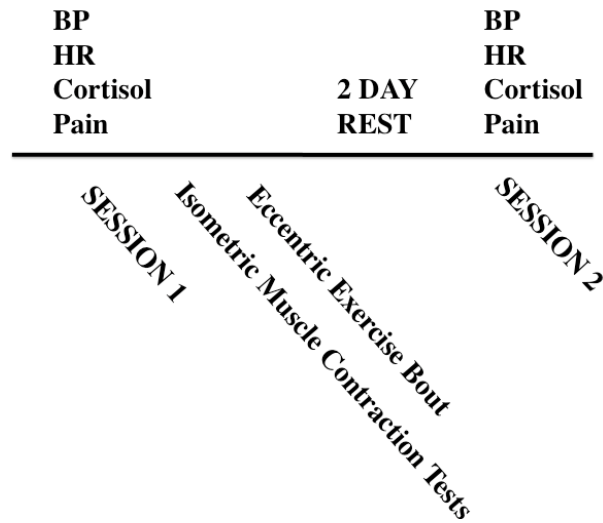 BP
HR
Cortisol
Pain
2 DAY
REST
BP
HR
Cortisol
Pain
SESSION 1
Isometric Muscle Contraction Tests
Eccentric Exercise Bout
SESSION 2